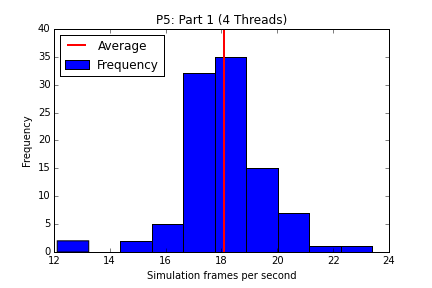 P5: Part 1 (4 Threads)
40
35
30
25
20
15
10
5
0
Average
Frequency
Frequency
12 14 16 18 20 22 24
Simulation frames per second